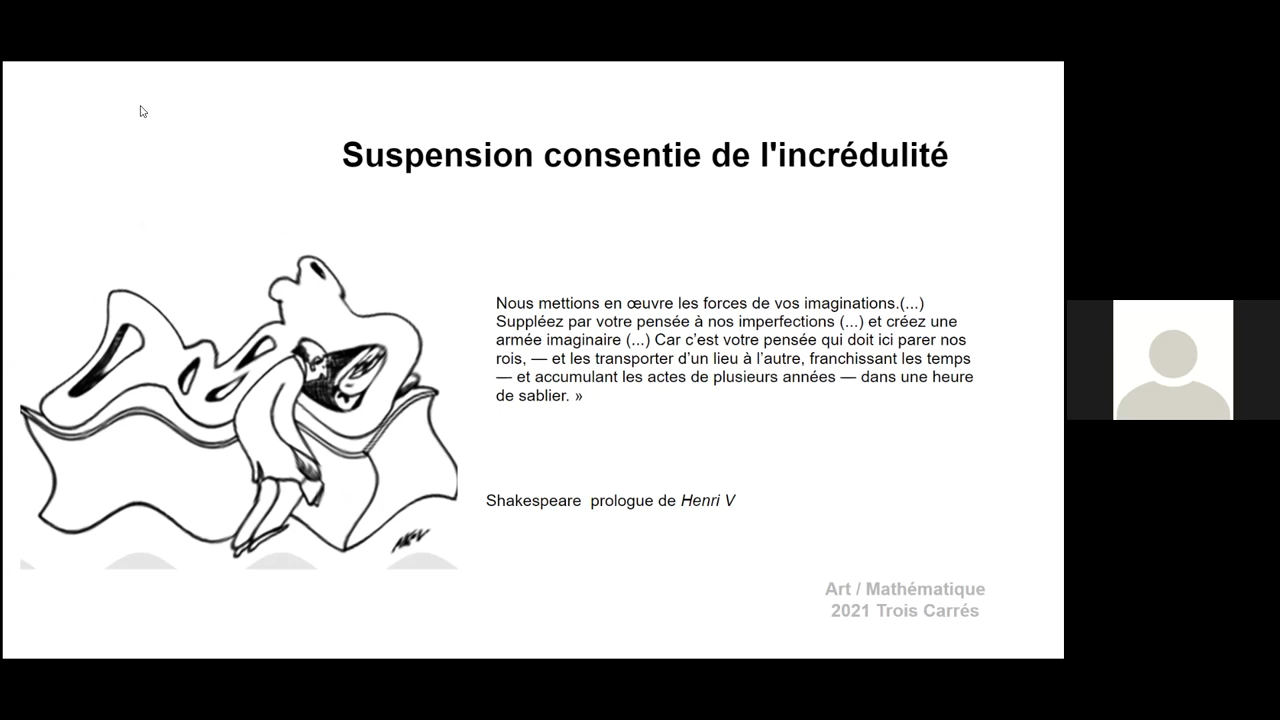 Suspension consentie de l'incrédulité
Nous mettions en œuvre les forces de vos imaginations.(...)
Suppléez par votre pensée à nos imperfections (...) et créez une
armée imaginaire (...) Car c’est votre pensée qui doit ici parer nos
rois, — et les transporter d’un lieu à l’autre, franchissant les temps
— et accumulant les actes de plusieurs années — dans une heure
de sablier. »
Shakespeare  prologue de Henri V
Art / Mathématique
2021 Trois Carrés